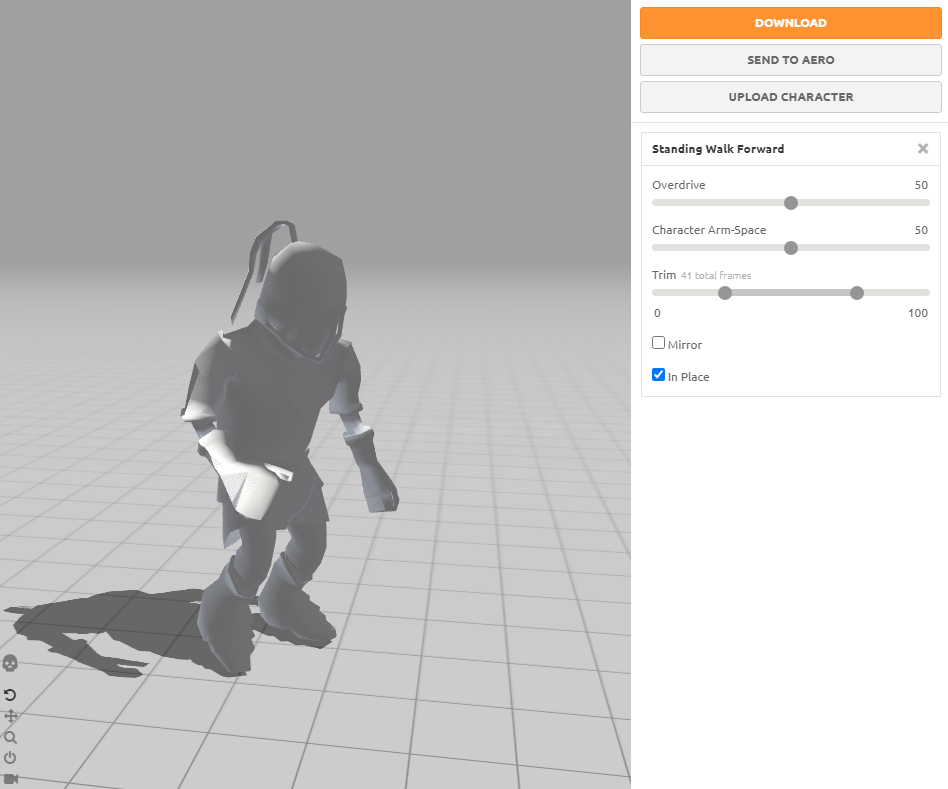 DOWNLOAD
SEND TO AERO
UPLOAD CHARACTER
Standing Walk Forward
Overdrive 50
Character Arm-Space 50
Trim 41 total frames
0 100
Mirror
In Place